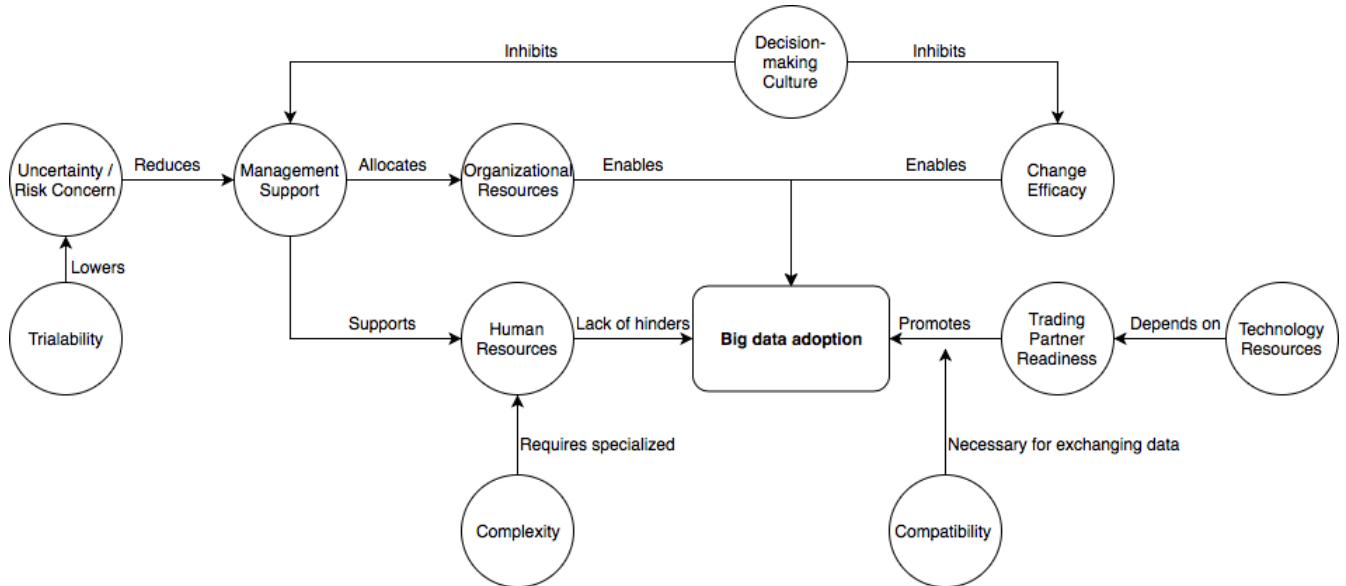 Inhibits
Decision-
making
Culture
Inhibits
Uncertainty /
Risk Concern
Reduces
Management
Support
Allocates
Organizational
Resources
Enables
Enables
Change
Efficacy
Lowers
Trialability
Supports
Human
Resources
Lack of hinders
Big data adoption
Promotes
Trading
Partner
Readiness
Depends on
Technology
Resources
Requires specialized
Necessary for exchanging data
Complexity
Compatibility